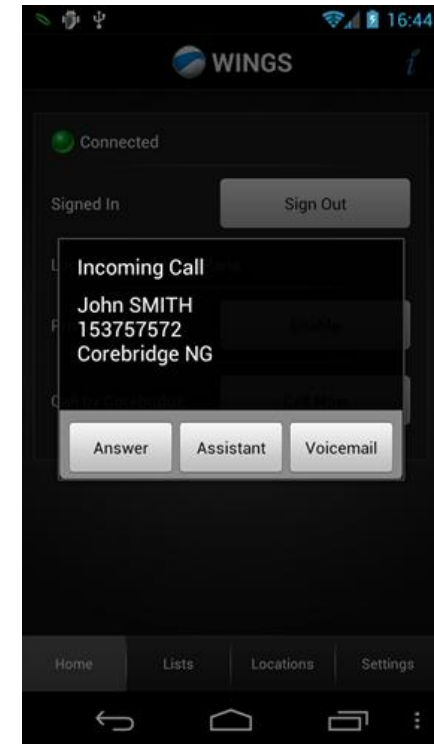 16:44
WINGS
i
Connected
Signed In
Sign Out
Incoming Call
John SMITH
153757572
Corebridge NG
Answer
Assistant
Voicemail
Home
Lists
Locations
Settings